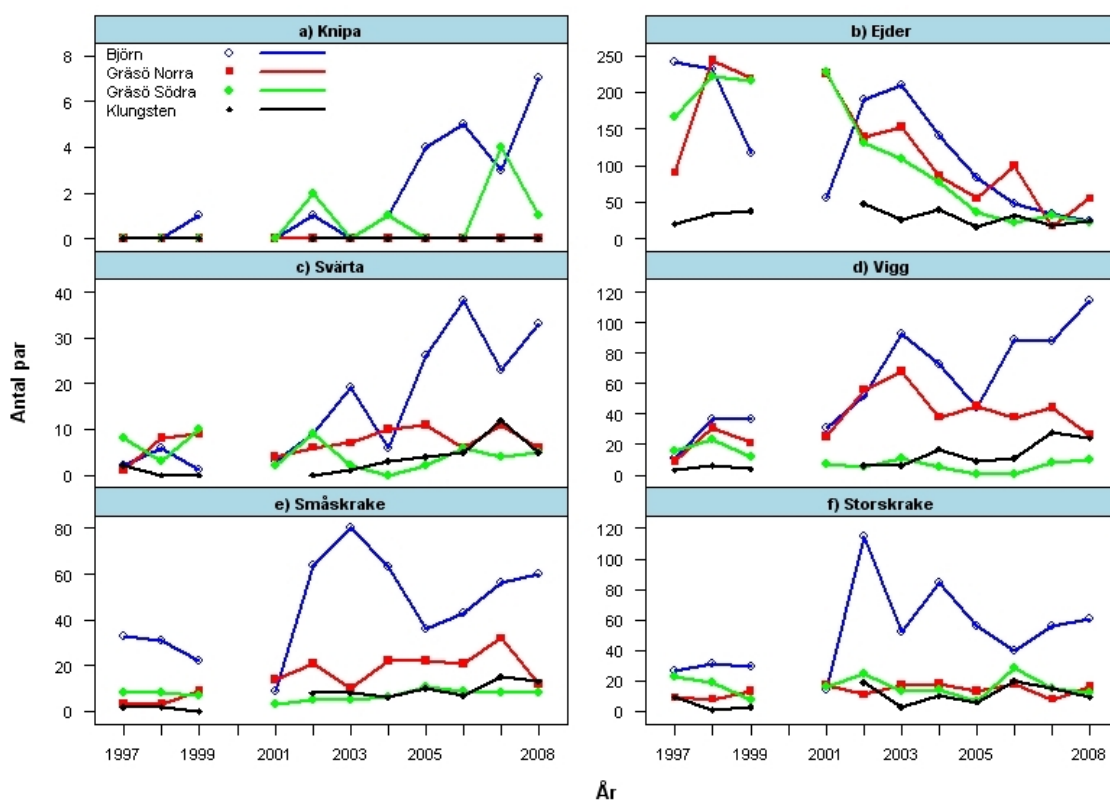 a) Knipa
b) Ejder
Björn
Gräsö Norra
Gräsö Södra
Klungsten
8
6
4
2
0
250
200
150
100
50
0
c) Svärta
d) Vigg
40
30
20
10
0
120
100
80
60
40
20
0
Antal par
e) Småskrake
f) Storskrake
80
60
40
20
0
120
100
80
60
40
20
0
1997 1999 2001 2003 2005 2008
1997 1999 2001 2003 2005 2008
År